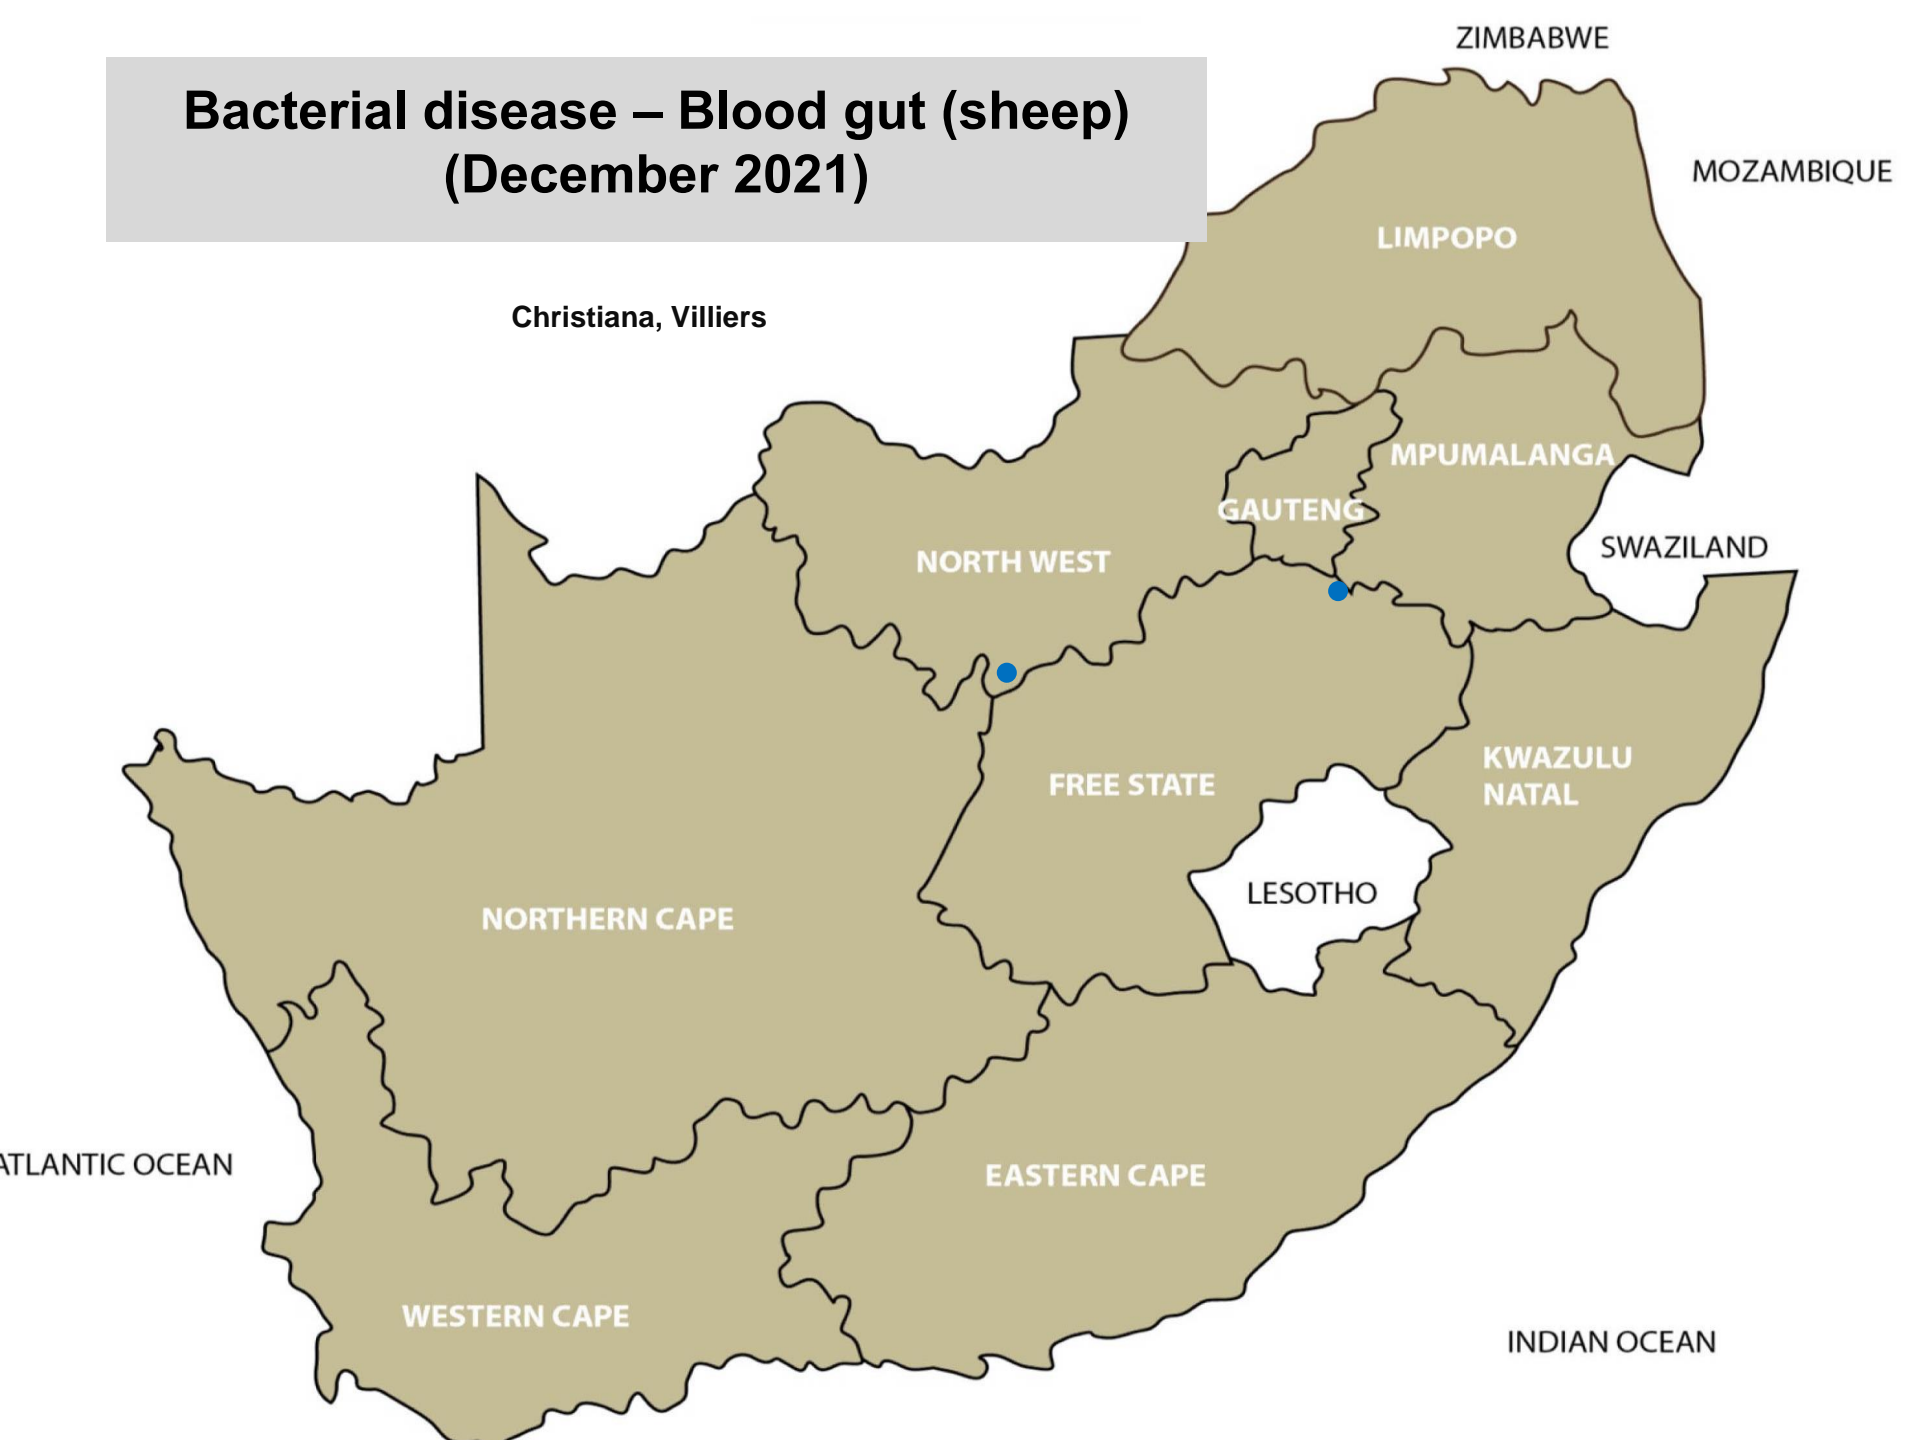 ZIMBABWE
Bacterial disease – Blood gut (sheep)
(December 2021)
MOZAMBIQUE
LIMPOPO
Christiana, Villiers
MPUMALANGA
GAUTENG
SWAZILAND
NORTH WEST
KWAZULU
NATAL
FREE STATE
LESOTHO
NORTHERN CAPE
ATLANTIC OCEAN
EASTERN CAPE
WESTERN CAPE
INDIAN OCEAN